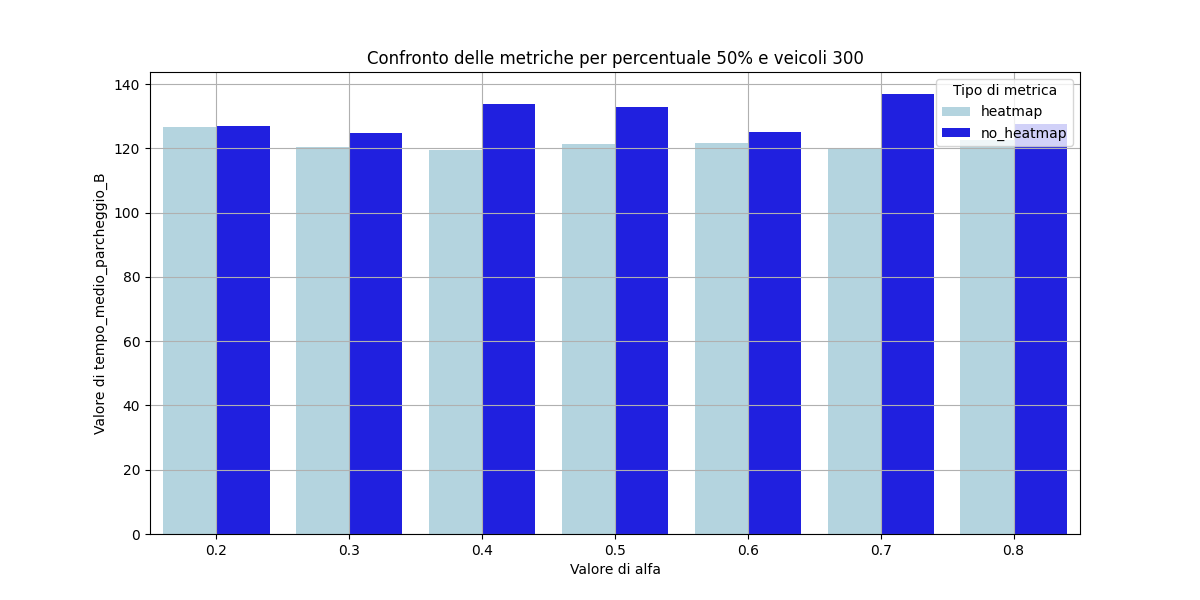 Confronto delle metriche per percentuale 50% e veicoli 300
Valore di tempo_medio_parcheggio_B
140
120
100
80
60
40
20
0
Tipo di metrica
heatmap
no_heatmap
0.2 0.3 0.4 0.5 0.6 0.7 0.8
Valore di alfa